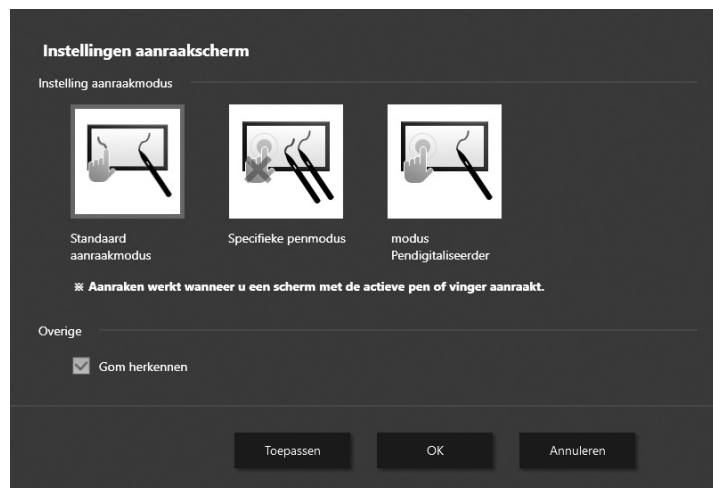 Instellingen aanraakscherm
Instelling aanraakmodus
Standaard
aanraakmodus
Specifieke penmodus
modus
Pendigitaliseerder
※ Aanraken werkt wanneer u een scherm met de actieve pen of vinger aanraakt.
Overige
Gom herkennen
Toepassen
OK
Annuleren